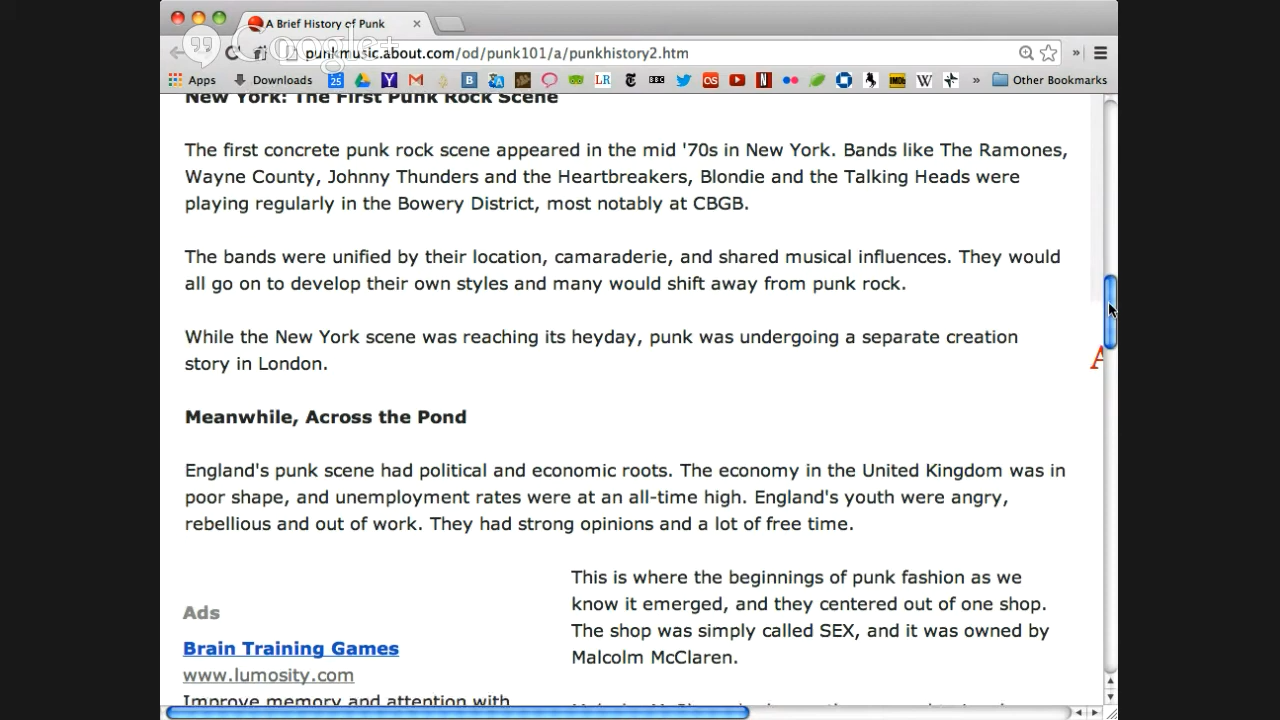 A Brief History of Punk
Google+
punkmusic.about.com/od/punk101/a/punkhistory2.htm
Apps
Downloads
25
Other Bookmarks
New York: The First Punk Rock Scene
The first concrete punk rock scene appeared in the mid '70s in New York. Bands like The Ramones,
Wayne County, Johnny Thunders and the Heartbreakers, Blondie and the Talking Heads were
playing regularly in the Bowery District, most notably at CBGB.
The bands were unified by their location, camaraderie, and shared musical influences. They would
all go on to develop their own styles and many would shift away from punk rock.
While the New York scene was reaching its heyday, punk was undergoing a separate creation
story in London.
Meanwhile, Across the Pond
England's punk scene had political and economic roots. The economy in the United Kingdom was in
poor shape, and unemployment rates were at an all-time high. England's youth were angry,
rebellious and out of work. They had strong opinions and a lot of free time.
This is where the beginnings of punk fashion as we
know it emerged, and they centered out of one shop.
The shop was simply called SEX, and it was owned by
Malcolm McClaren.
Ads
Brain Training Games
www.lumosity.com
Improve memory and attention with